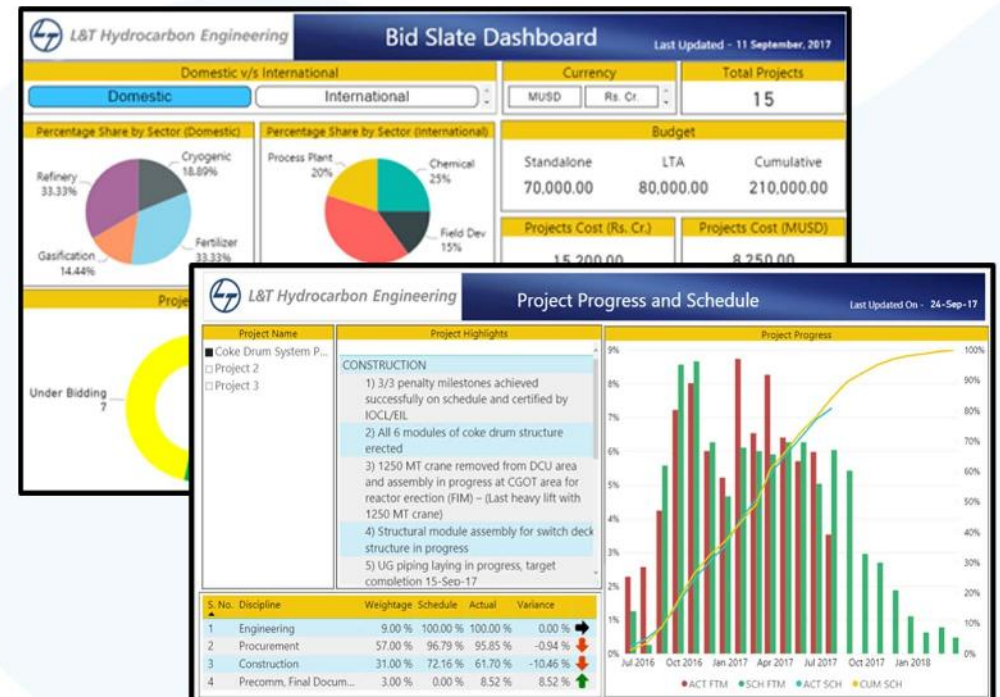 L&T Hydrocarbon Engineering
Bid Slate Dashboard
Last Updated - 11 September, 2017
Domestic v/s International
Domestic
International
Currency
MUSD
Rs. Cr.
Total Projects
15
Percentage Share by Sector (Domestic)
Cryogenic
18.89%
Refinery
33.33%
Gasification
14.44%
Fertilizer
33.33%
Percentage Share by Sector (International)
Process Plant
20%
Chemical
25%
Field Dev
15%
Budget
Standalone
LTA
Cumulative
70,000.00
80,000.00
210,000.00
Projects Cost (Rs. Cr.)
15,200.00
Projects Cost (MUSD)
8,250.00
Under Bidding
7
L&T Hydrocarbon Engineering
Project Progress and Schedule
Last Updated On - 24-Sep-17
Project Name
Coke Drum System P...
Project 2
Project 3
Project Highlights
CONSTRUCTION
1) 3/3 penalty milestones achieved
successfully on schedule and certified by
IOCL/EIL
2) All 6 modules of coke drum structure
erected
3) 1250 MT crane removed from DCU area
and assembly in progress at CGOT area for
reactor erection (FIM) – (Last heavy lift with
1250 MT crane)
4) Structural module assembly for switch deck
structure in progress
5) UG piping laying in progress, target
completion 15-Sep-17
S. No. Discipline Weightage Schedule Actual Variance
1 Engineering 9.00 % 100.00 % 100.00 % 0.00 %
2 Procurement 57.00 % 96.79 % 95.85 % -0.94 %
3 Construction 31.00 % 72.16 % 61.70 % -10.46 %
4 Precomm, Final Docum... 3.00 % 0.00 % 8.52 % 8.52 %
Project Progress
9%
8%
7%
6%
5%
4%
3%
2%
1%
0%
100%
90%
80%
70%
60%
50%
40%
30%
20%
10%
0%
Jul 2016 Oct 2016 Jan 2017 Apr 2017 Jul 2017 Oct 2017 Jan 2018
ACT FTM SCH FTM ACT SCH CUM SCH